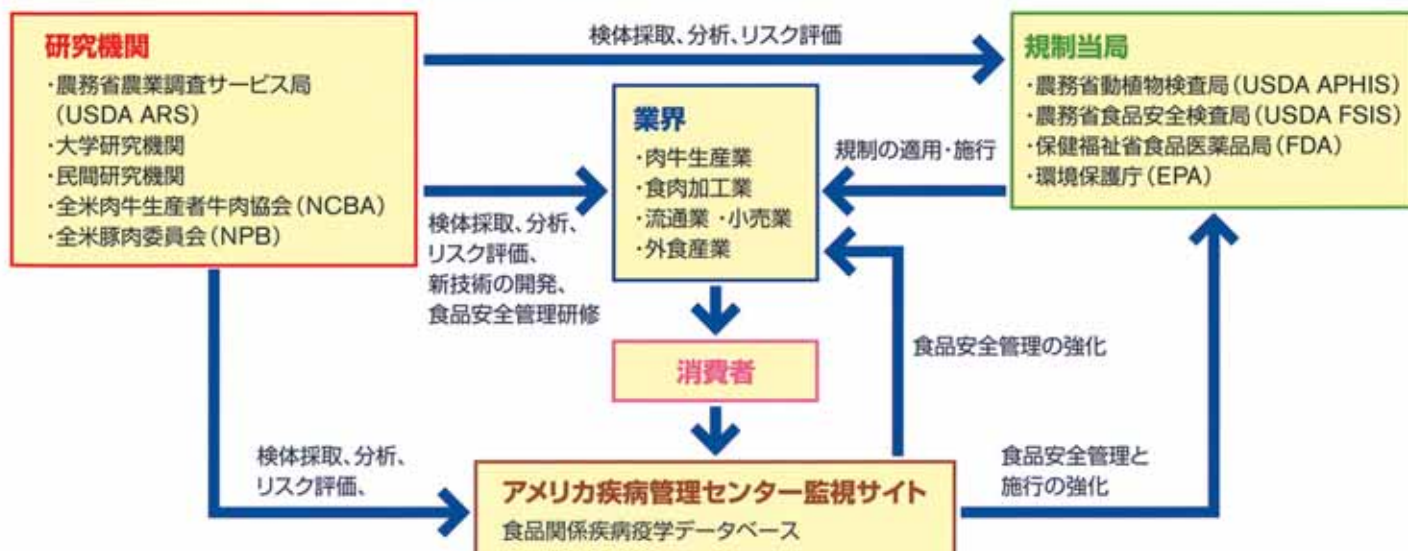 研究機関
・農務省農業調査サービス局
(USDA ARS)
・大学研究機関
・民間研究機関
・全米肉牛生産者牛肉協会(NCBA)
・全米豚肉委員会(NPB)
検体採取、分析、リスク評価
規制当局
・農務省動植物検査局(USDA APHIS)
・農務省食品安全検査局(USDA FSIS)
・保健福祉省食品医薬品局(FDA)
・環境保護庁(EPA)
業界
・肉牛生産業
・食肉加工業
・流通業・小売業
・外食産業
規制の適用・施行
検体採取、分析、
リスク評価、
新技術の開発、
食品安全管理研修
消費者
食品安全管理の強化
検体採取、分析、
リスク評価、
アメリカ疾病管理センター監視サイト
食品関係疾病疫学データベース
食品安全管理と
施行の強化